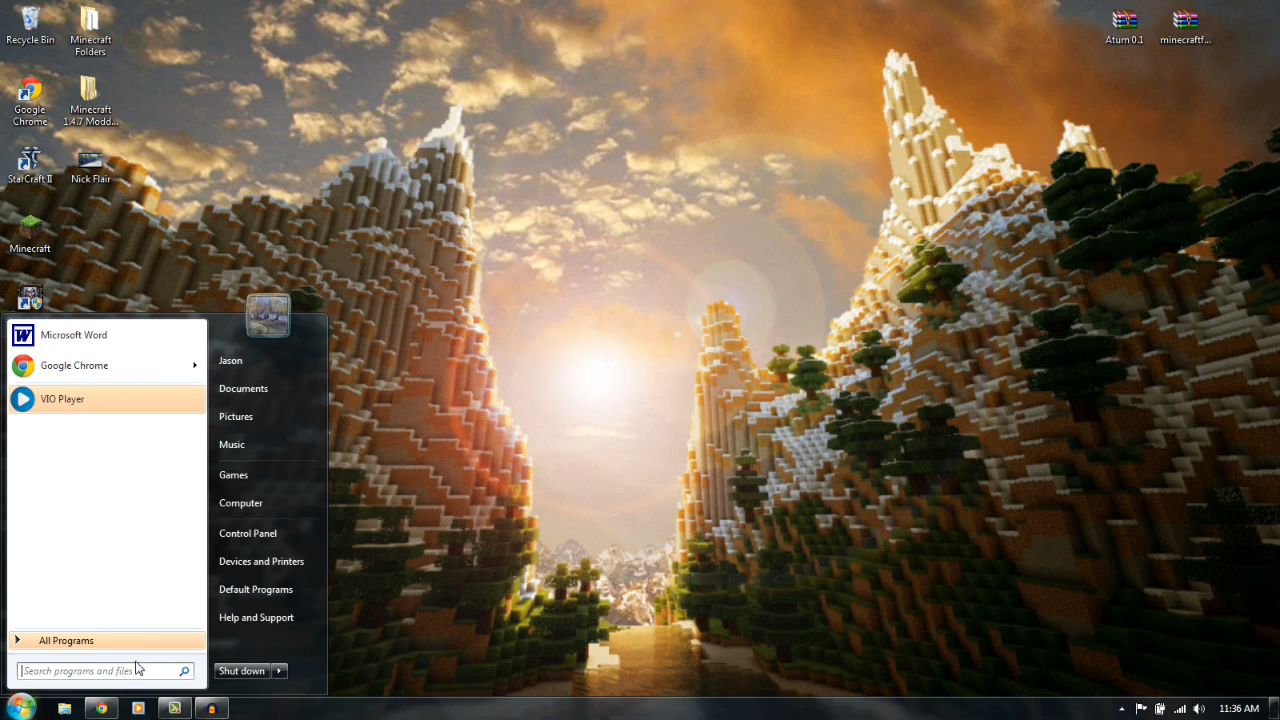 Recycle Bin
Minecraft
Folders
Google
Chrome
Minecraft
1.4.7 Modd...
StarCraft II
Nick Flair
Minecraft
Atum 0.1
minecraftf...
Microsoft Word
Google Chrome
VIO Player
All Programs
Search programs and files
Jason
Documents
Pictures
Music
Games
Computer
Control Panel
Devices and Printers
Default Programs
Help and Support
Shut down
11:36 AM